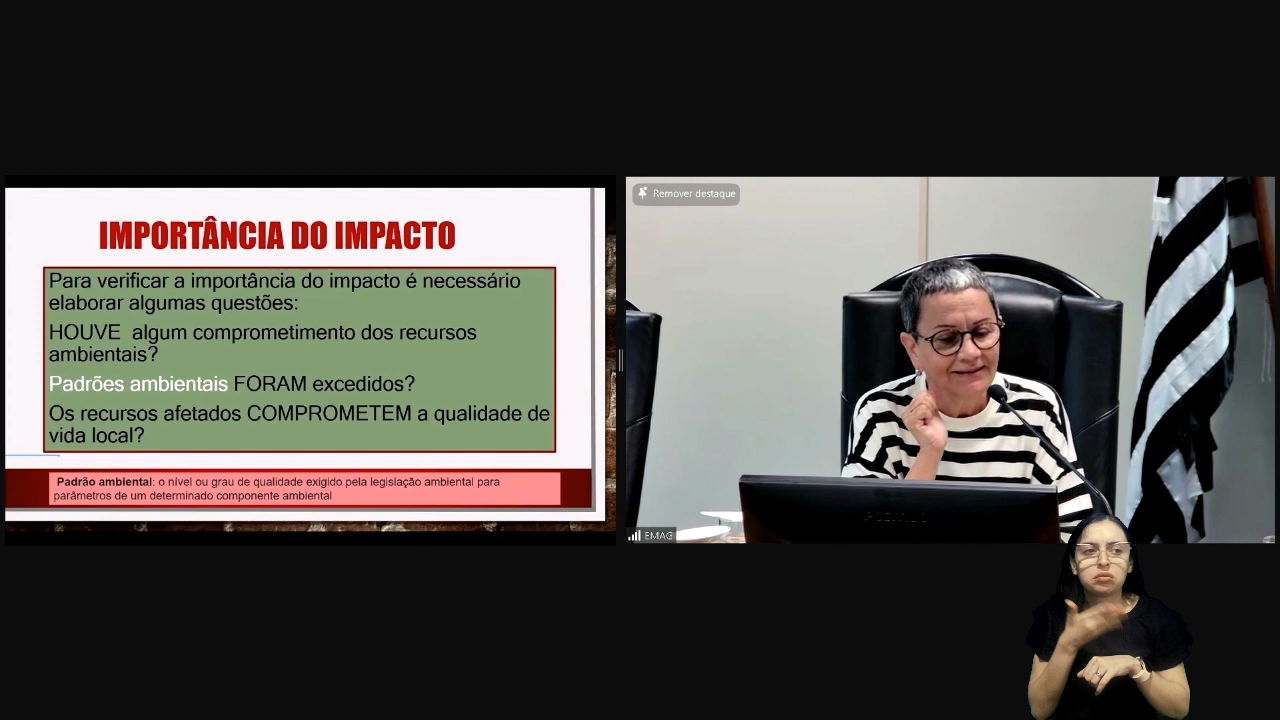 IMPORTÂNCIA DO IMPACTO
Para verificar a importância do impacto é necessário
elaborar algumas questões:
HOUVE algum comprometimento dos recursos
ambientais?
Padrões ambientais FORAM excedidos?
Os recursos afetados COMPROMETEM a qualidade de
vida local?
Padrão ambiental: o nível ou grau de qualidade exigido pela legislação ambiental para
parâmetros de um determinado componente ambiental
Remover destaque
EMAG